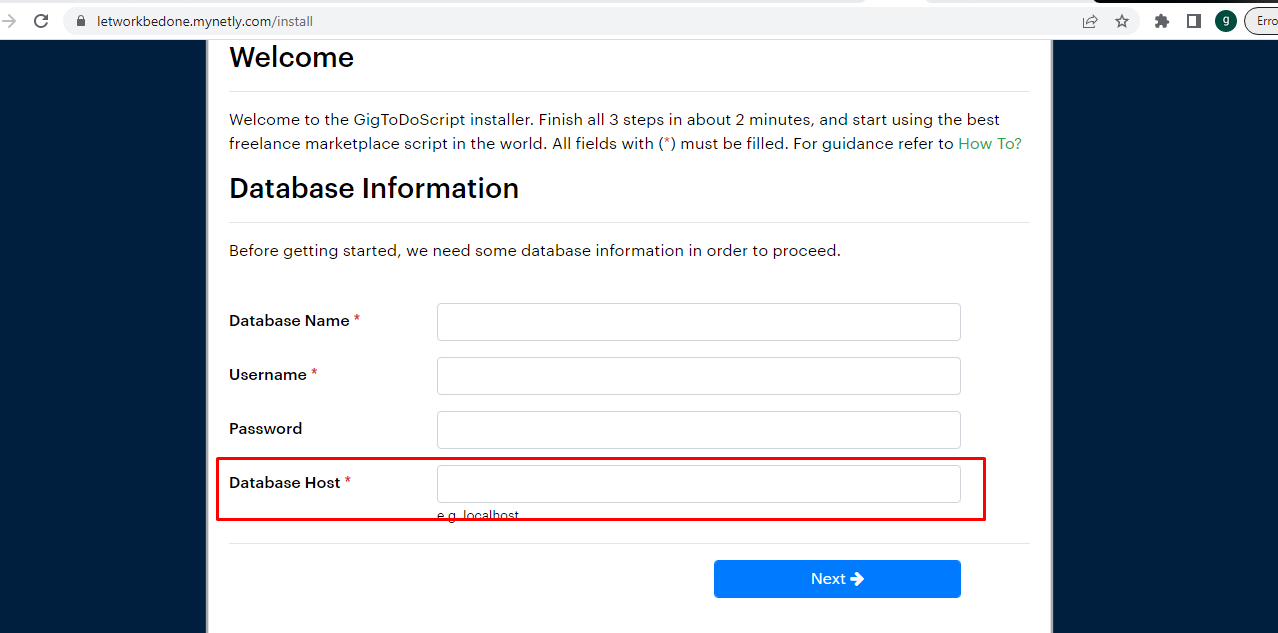 letworkbedone.mynetly.com/install
g
Erro
Welcome
Welcome to the GigToDoScript installer. Finish all 3 steps in about 2 minutes, and start using the best
freelance marketplace script in the world. All fields with (*) must be filled. For guidance refer to How To?
Database Information
Before getting started, we need some database information in order to proceed.
Database Name *
Username *
Password
Database Host *
e.g. localhost
Next